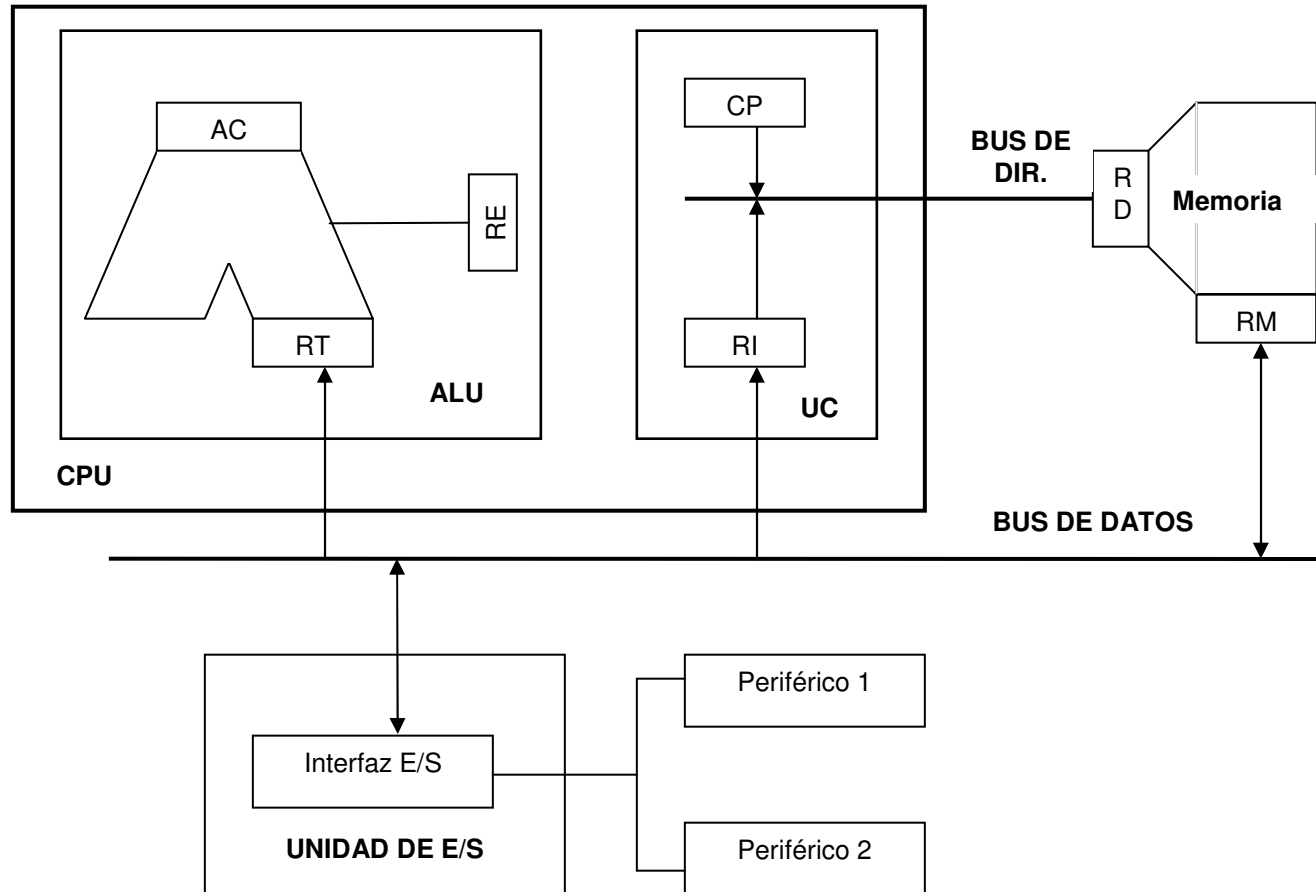 AC
CP
BUS DE
DIR.
R
D
Memoria
RE
RT
RI
RM
ALU
UC
CPU
BUS DE DATOS
Periférico 1
Interfaz E/S
UNIDAD DE E/S
Periférico 2